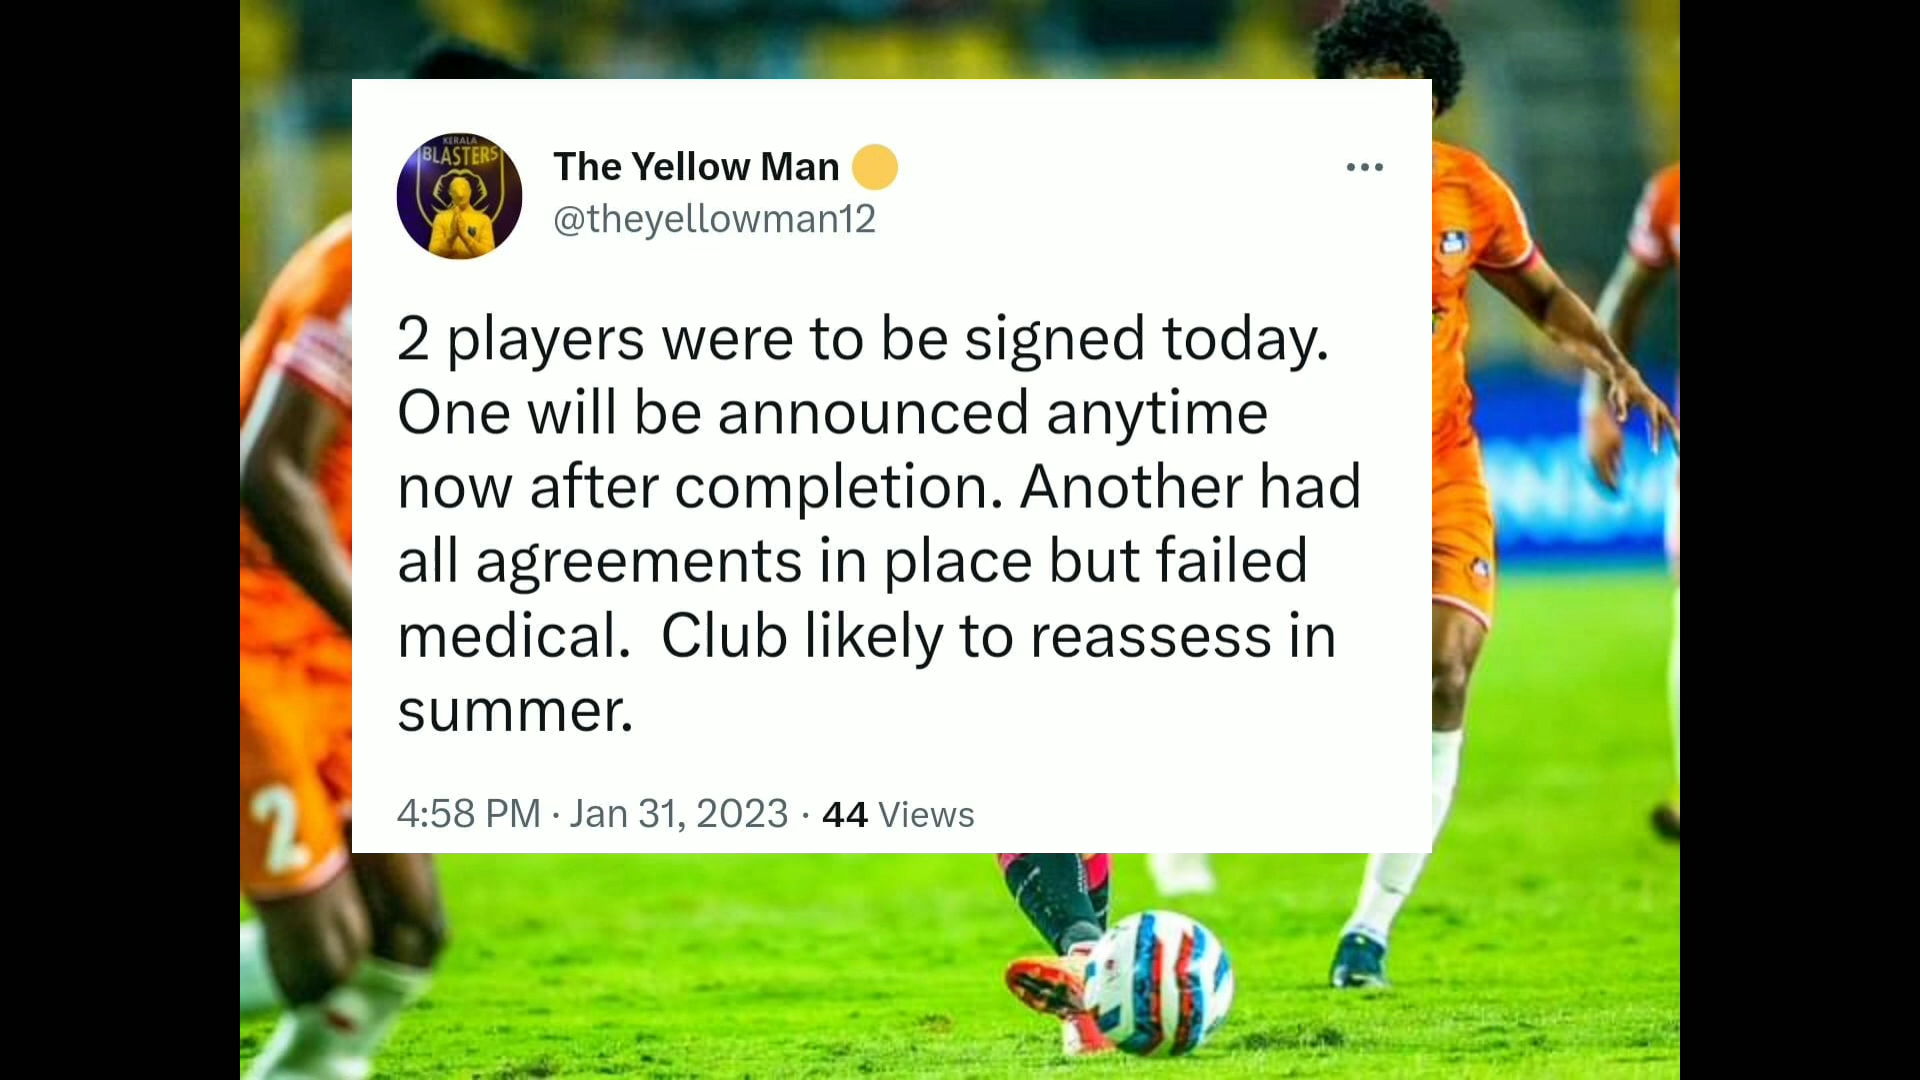 KERALA
BLASTERS
The Yellow Man
@theyellowman12
2 players were to be signed today.
One will be announced anytime
now after completion. Another had
all agreements in place but failed
medical.  Club likely to reassess in
summer.
4:58 PM · Jan 31, 2023 · 44 Views
2